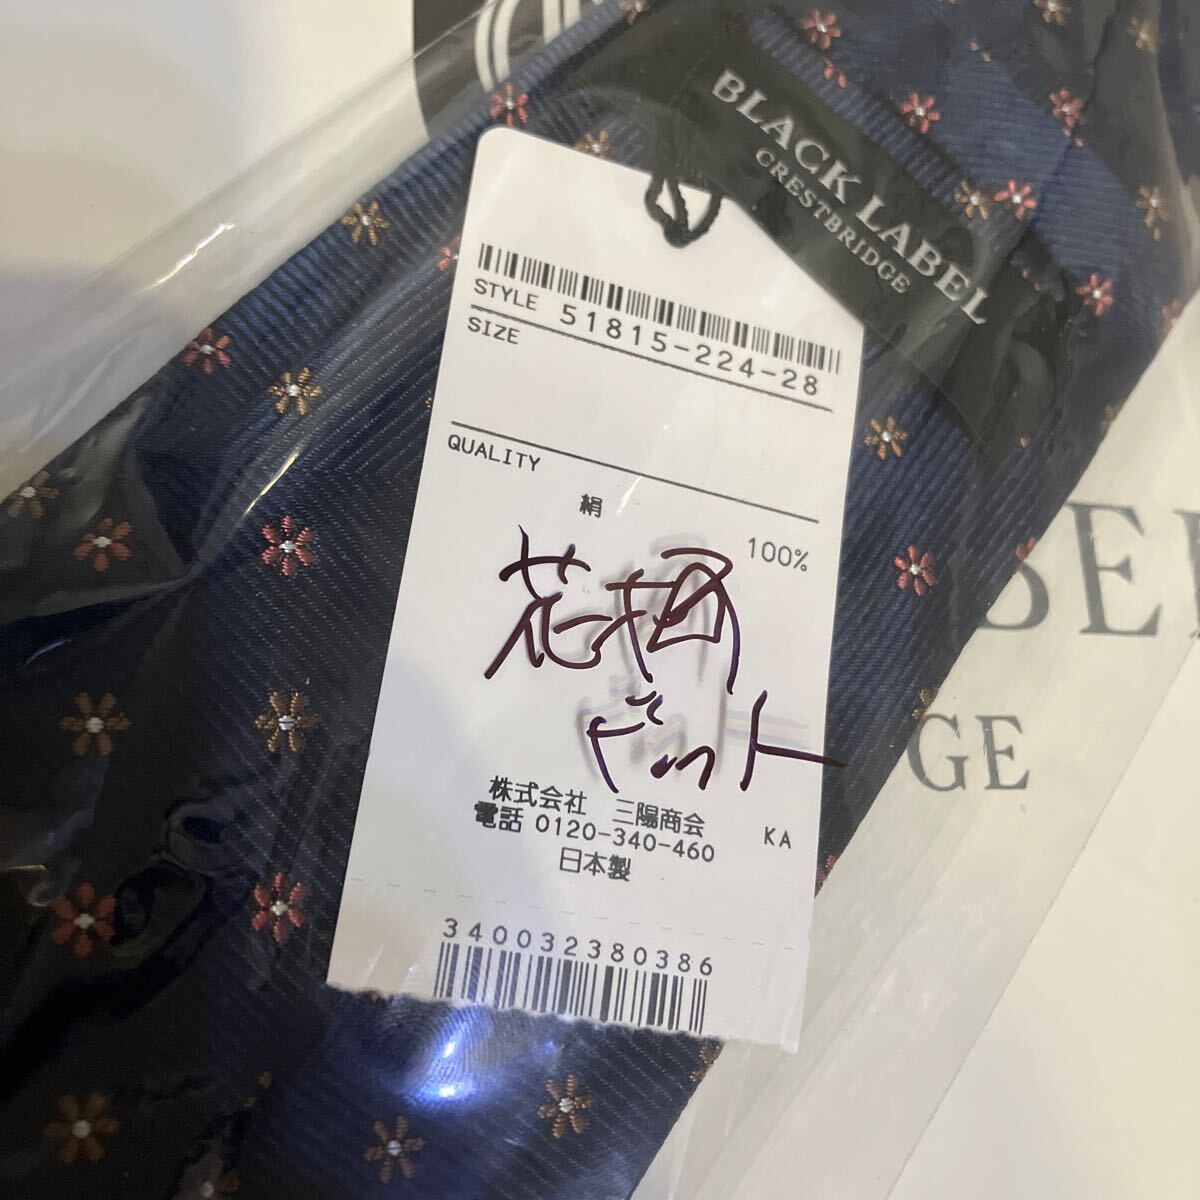 BLACK LABEL
CRESTBRIDGE
STYLE 51815-224-28
SIZE
QUALITY
絹 100%
花柄
ドット
株式会社 三陽商会 KA
電話 0120-340-460
日本製
340032380386
GE